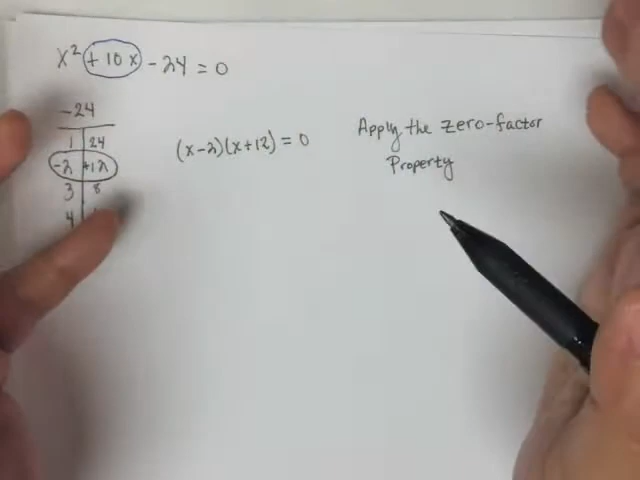 x² + 10x - 24 = 0
-24
1 24
-2 +12
3 8
4
(x-2)(x+12) = 0
Apply the zero-factor
Property